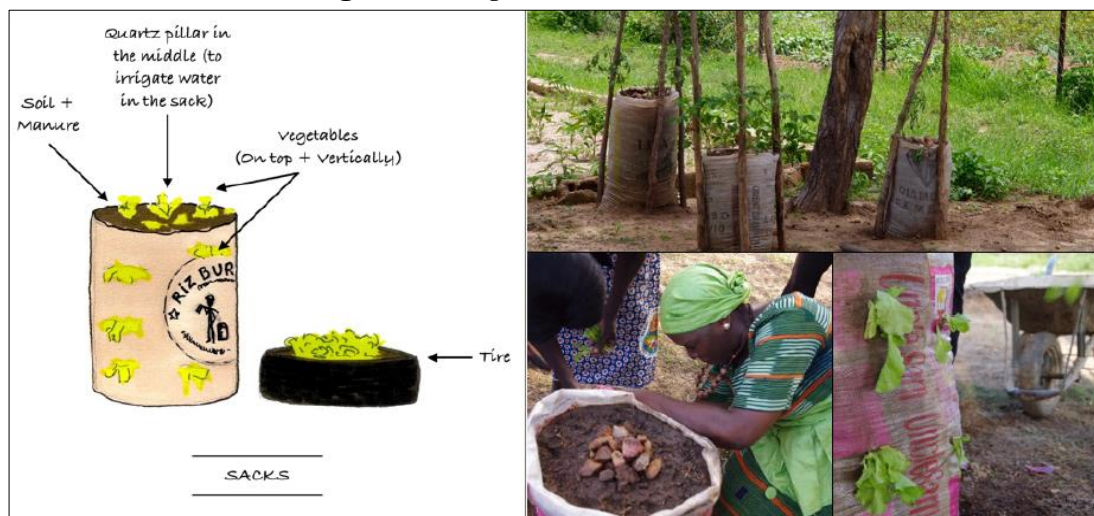 Quartz pillar in
the middle (to
irrigate water
in the sack)
Soil +
Manure
Vegetables
(On top + Vertically)
RIZ BUR
Tire
SACKS